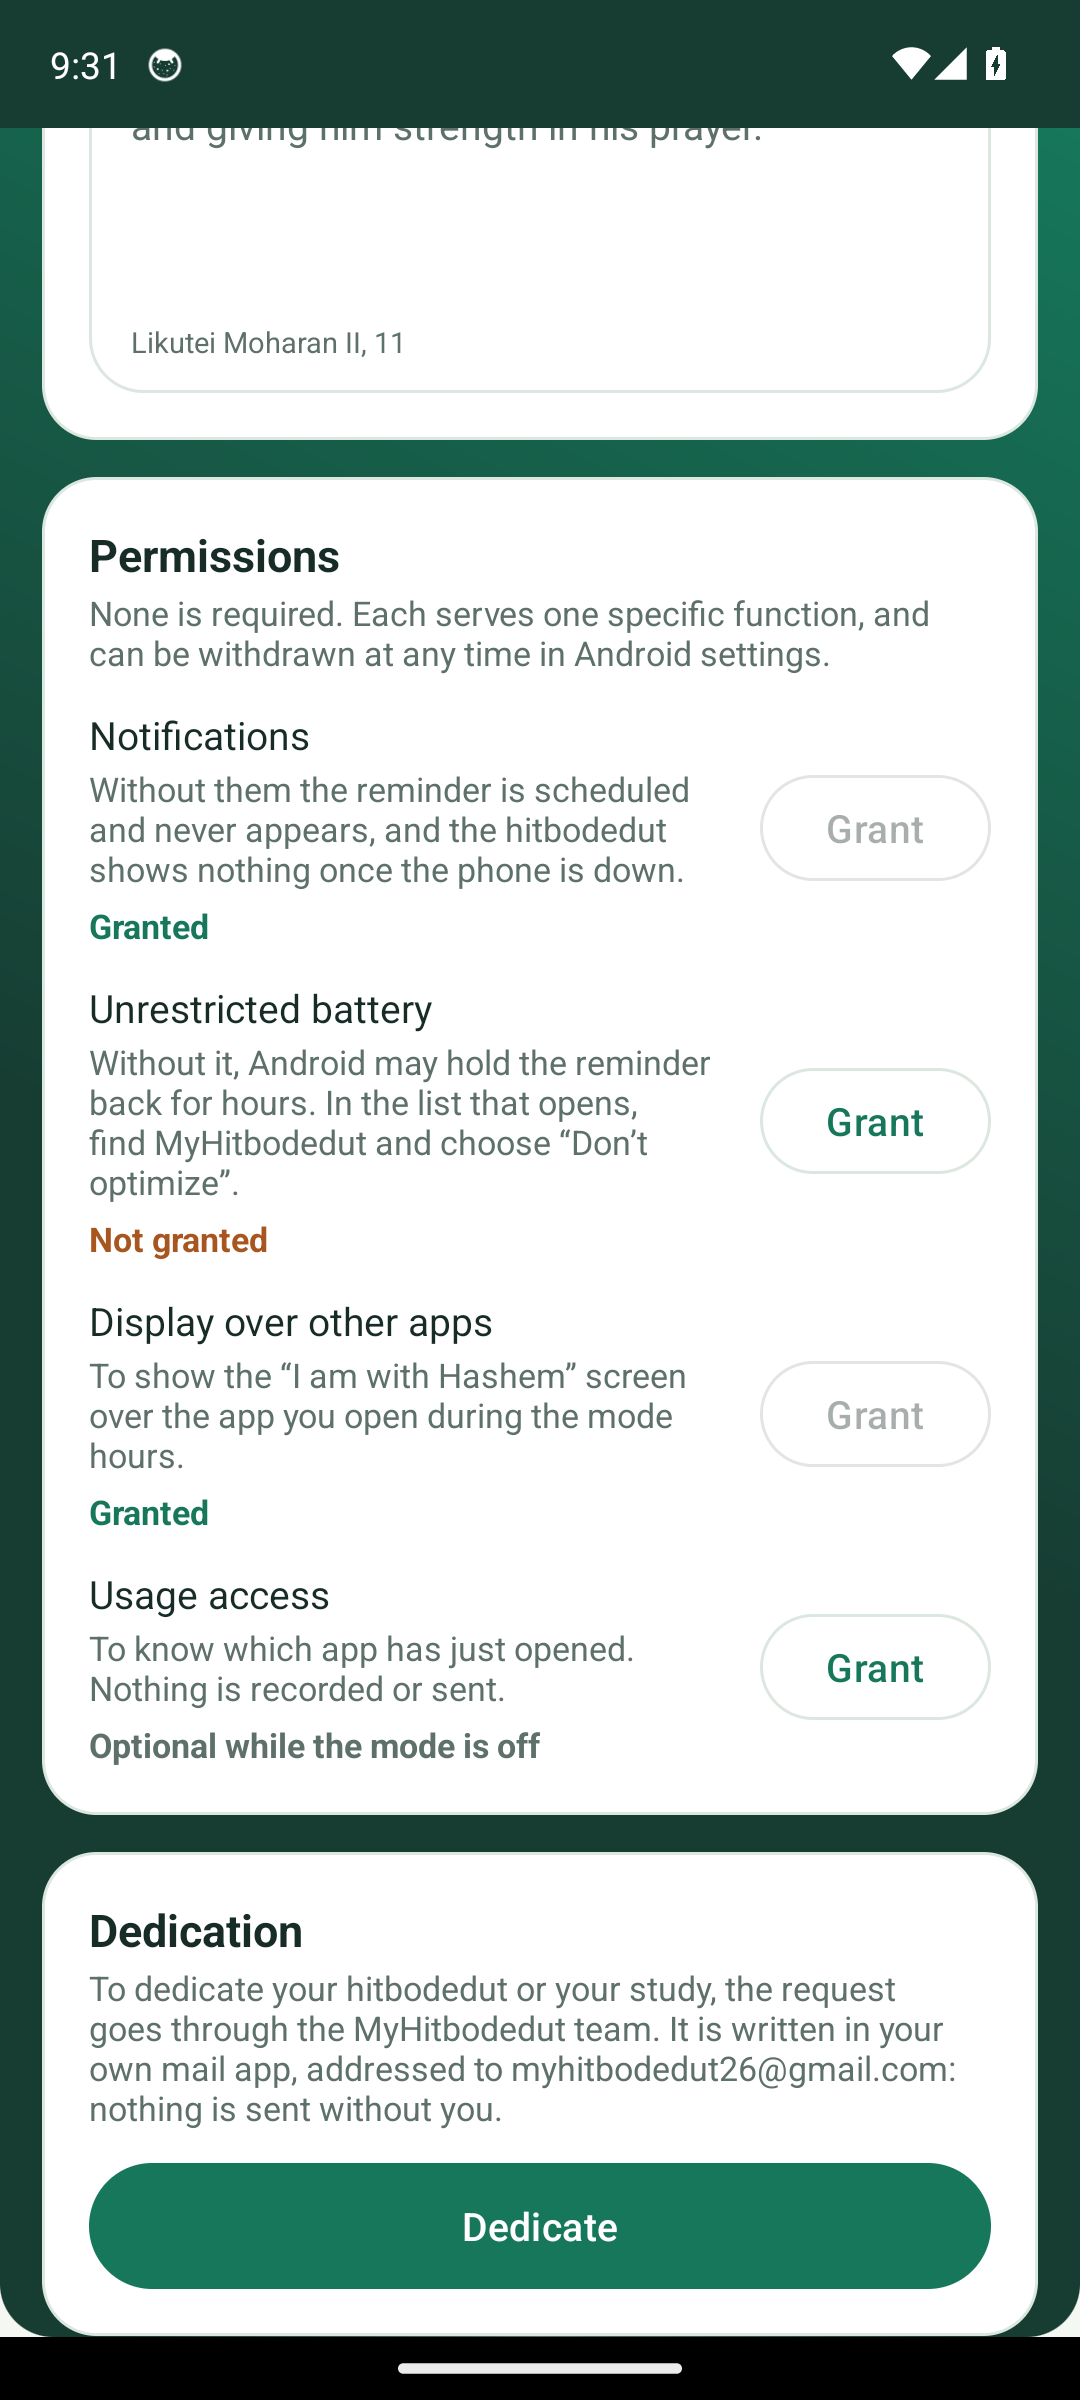 9:31
and giving him strength in his prayer.
Likutei Moharan II, 11
Permissions
None is required. Each serves one specific function, and
can be withdrawn at any time in Android settings.
Notifications
Without them the reminder is scheduled
and never appears, and the hitbodedut
shows nothing once the phone is down.
Grant
Granted
Unrestricted battery
Without it, Android may hold the reminder
back for hours. In the list that opens,
find MyHitbodedut and choose “Don’t
optimize”.
Grant
Not granted
Display over other apps
To show the “I am with Hashem” screen
over the app you open during the mode
hours.
Grant
Granted
Usage access
To know which app has just opened.
Nothing is recorded or sent.
Grant
Optional while the mode is off
Dedication
To dedicate your hitbodedut or your study, the request
goes through the MyHitbodedut team. It is written in your
own mail app, addressed to myhitbodedut26@gmail.com:
nothing is sent without you.
Dedicate